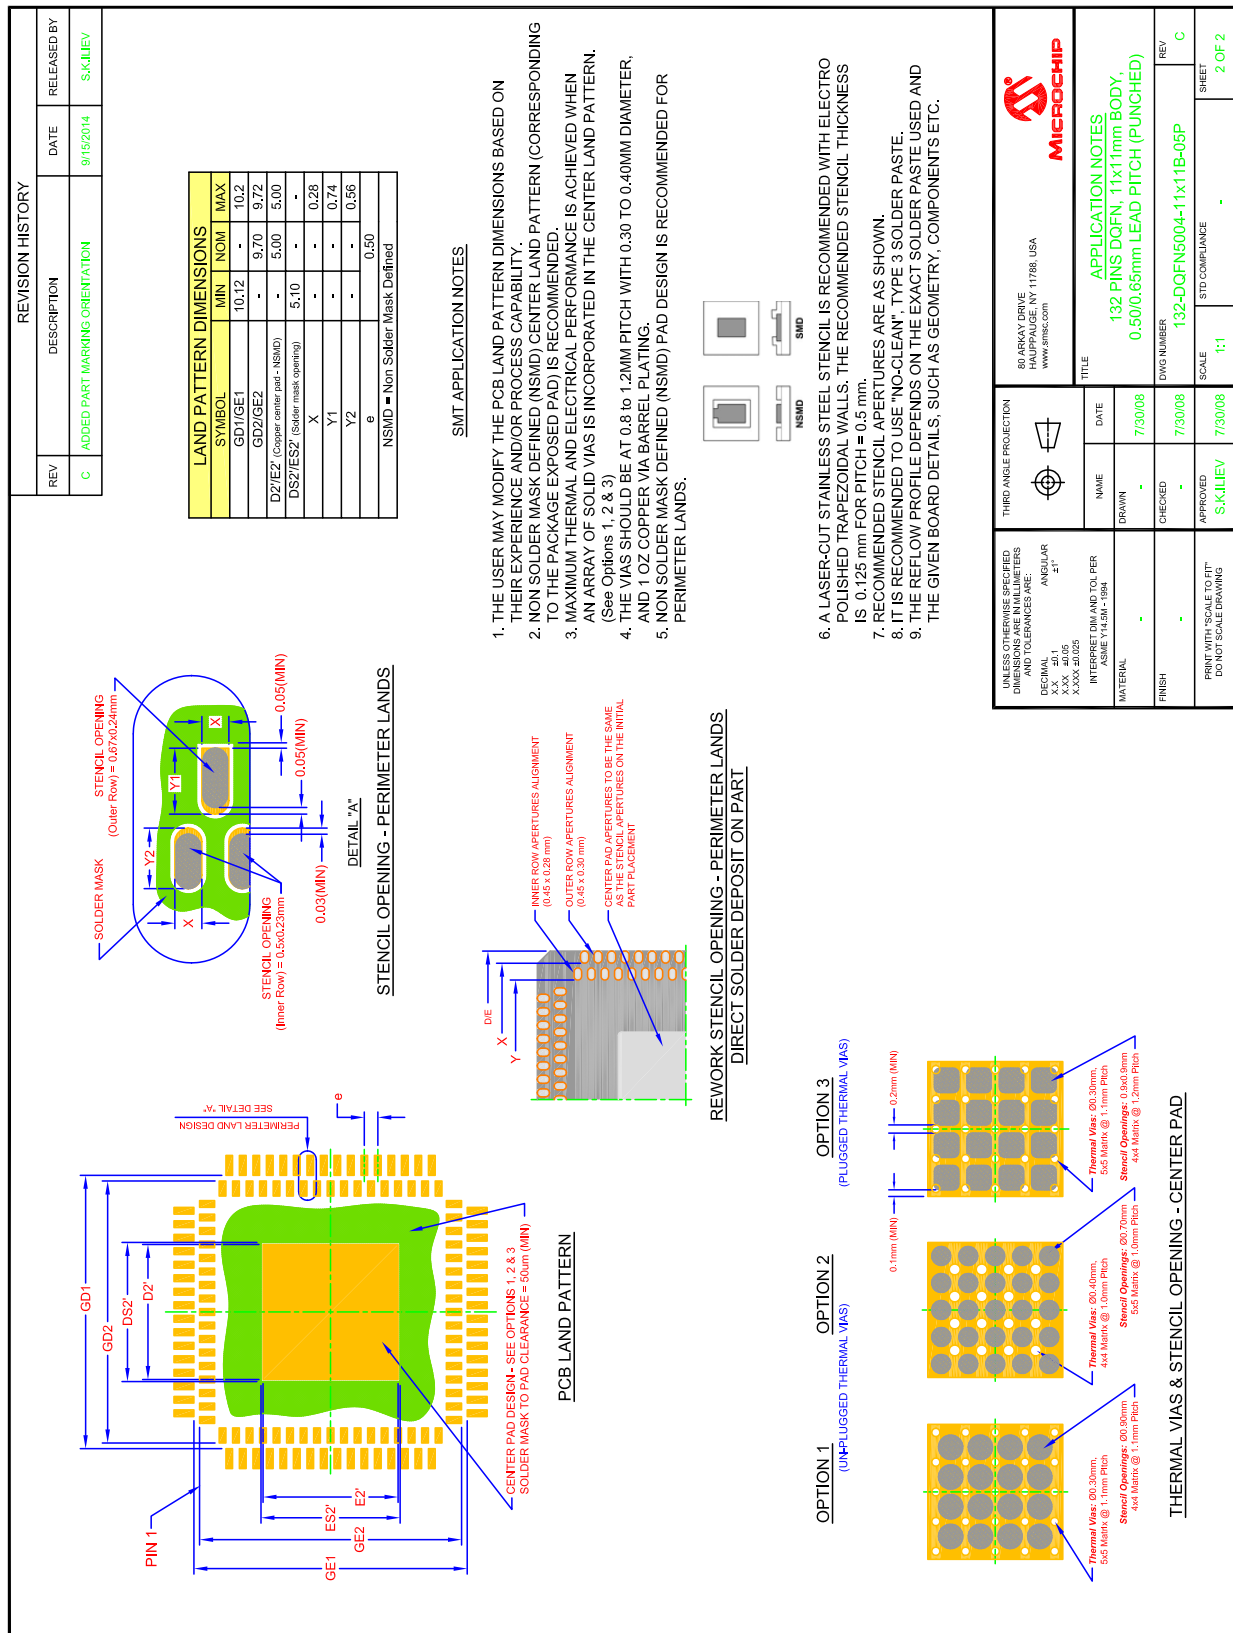 REVISION HISTORY
REV DESCRIPTION DATE RELEASED BY
C ADDED PART MARKING ORIENTATION 9/15/2014 S.K.ILIEV
LAND PATTERN DIMENSIONS
SYMBOL MIN NOM MAX
GD1/GE1 10.12 - 10.2
GD2/GE2 - 9.70 9.72
D2'/E2' (Copper center pad - NSMD) - 5.00 5.00
DS2'/ES2' (Solder mask opening) 5.10 - -
X - - 0.28
Y1 - - 0.74
Y2 - - 0.56
e 0.50
NSMD = Non Solder Mask Defined
SMT APPLICATION NOTES
1. THE USER MAY MODIFY THE PCB LAND PATTERN DIMENSIONS BASED ON
THEIR EXPERIENCE AND/OR PROCESS CAPABILITY.
2. NON SOLDER MASK DEFINED (NSMD) CENTER LAND PATTERN (CORRESPONDING
TO THE PACKAGE EXPOSED PAD) IS RECOMMENDED.
3. MAXIMUM THERMAL AND ELECTRICAL PERFORMANCE IS ACHIEVED WHEN
AN ARRAY OF SOLID VIAS IS INCORPORATED IN THE CENTER LAND PATTERN.
(See Options 1, 2 & 3)
4. THE VIAS SHOULD BE AT 0.8 to 1.2MM PITCH WITH 0.30 TO 0.40MM DIAMETER,
AND 1 OZ COPPER VIA BARREL PLATING.
5. NON SOLDER MASK DEFINED (NSMD) PAD DESIGN IS RECOMMENDED FOR
PERIMETER LANDS.
NSMD SMD
6. A LASER-CUT STAINLESS STEEL STENCIL IS RECOMMENDED WITH ELECTRO
POLISHED TRAPEZOIDAL WALLS. THE RECOMMENDED STENCIL THICKNESS
IS 0.125 mm FOR PITCH = 0.5 mm.
7. RECOMMENDED STENCIL APERTURES ARE AS SHOWN.
8. IT IS RECOMMENDED TO USE "NO-CLEAN", TYPE 3 SOLDER PASTE.
9. THE REFLOW PROFILE DEPENDS ON THE EXACT SOLDER PASTE USED AND
THE GIVEN BOARD DETAILS, SUCH AS GEOMETRY, COMPONENTS ETC.
SOLDER MASK
STENCIL OPENING
(Outer Row) = 0.67x0.24mm
X
Y2
Y1
X
0.05(MIN)
0.05(MIN)
0.03(MIN)
STENCIL OPENING
(Inner Row) = 0.5x0.23mm
DETAIL "A"
STENCIL OPENING - PERIMETER LANDS
D/E
X
Y
INNER ROW APERTURES ALIGNMENT
(0.45 x 0.28 mm)
OUTER ROW APERTURES ALIGNMENT
(0.45 x 0.30 mm)
CENTER PAD APERTURES TO BE THE SAME
AS THE STENCIL APERTURES ON THE INITIAL
PART PLACEMENT
REWORK STENCIL OPENING - PERIMETER LANDS
DIRECT SOLDER DEPOSIT ON PART
GD1
GD2
DS2'
D2'
PIN 1
E2'
ES2'
GE2
GE1
PERIMETER LAND DESIGN
SEE DETAIL "A"
e
CENTER PAD DESIGN - SEE OPTIONS 1, 2 & 3
SOLDER MASK TO PAD CLEARANCE = 50um (MIN)
PCB LAND PATTERN
OPTION 1
OPTION 2
(UN-PLUGGED THERMAL VIAS)
OPTION 3
(PLUGGED THERMAL VIAS)
0.1mm (MIN)
0.2mm (MIN)
Thermal Vias: Ø0.30mm,
5x5 Matrix @ 1.1mm Pitch
Stencil Openings: Ø0.90mm
4x4 Matrix @ 1.1mm Pitch
Thermal Vias: Ø0.40mm,
4x4 Matrix @ 1.0mm Pitch
Stencil Openings: Ø0.70mm
5x5 Matrix @ 1.0mm Pitch
Thermal Vias: Ø0.30mm,
5x5 Matrix @ 1.1mm Pitch
Stencil Openings: 0.9x0.9mm
4x4 Matrix @ 1.2mm Pitch
THERMAL VIAS & STENCIL OPENING - CENTER PAD
UNLESS OTHERWISE SPECIFIED
DIMENSIONS ARE IN MILLIMETERS
AND TOLERANCES ARE:
DECIMAL ANGULAR
X.X ±0.1 ±1°
X.XX ±0.05
X.XXX ±0.025
INTERPRET DIM AND TOL PER
ASME Y14.5M - 1994
MATERIAL
-
FINISH
-
PRINT WITH "SCALE TO FIT"
DO NOT SCALE DRAWING
THIRD ANGLE PROJECTION
NAME DATE
DRAWN
- 7/30/08
CHECKED
- 7/30/08
APPROVED
S.K.ILIEV 7/30/08
80 ARKAY DRIVE
HAUPPAUGE, NY 11788, USA
www.smsc.com
MICROCHIP
TITLE
APPLICATION NOTES
132 PINS DQFN, 11x11mm BODY,
0.50/0.65mm LEAD PITCH (PUNCHED)
DWG NUMBER
132-DQFN5004-11x11B-05P
REV
C
SCALE
1:1
STD COMPLIANCE
-
SHEET
2 OF 2